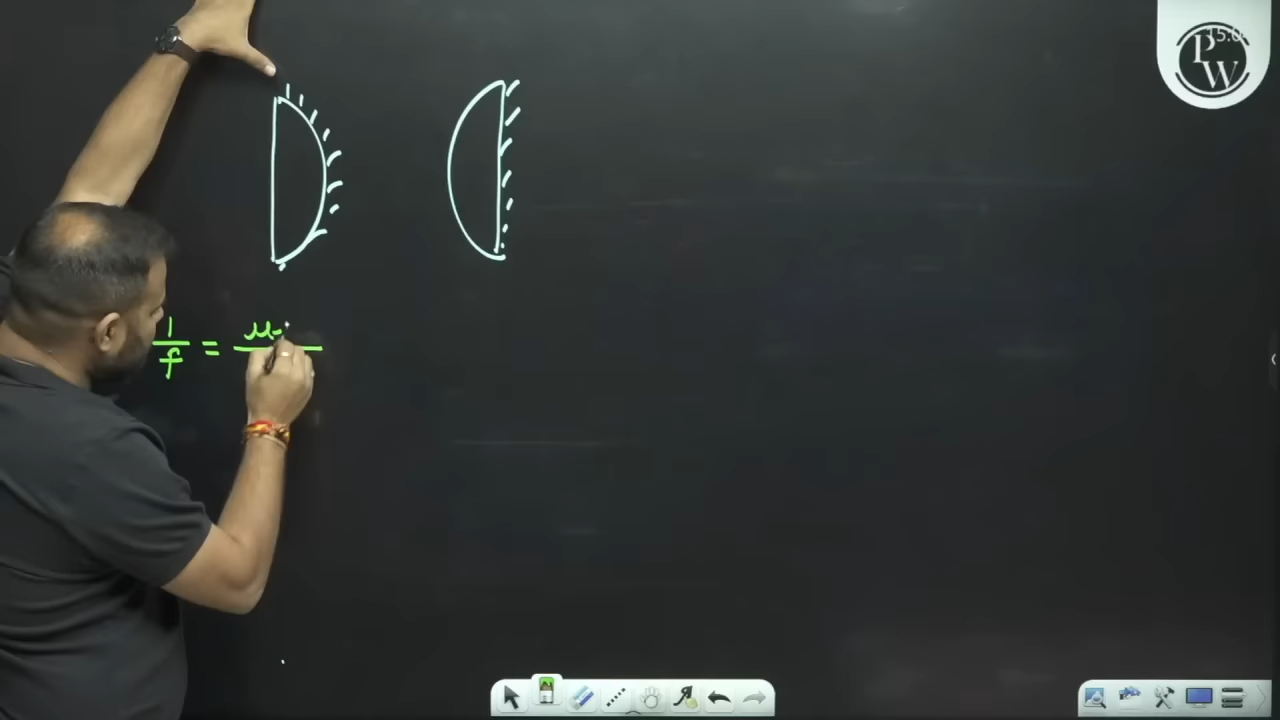 PW
1/f = μ-